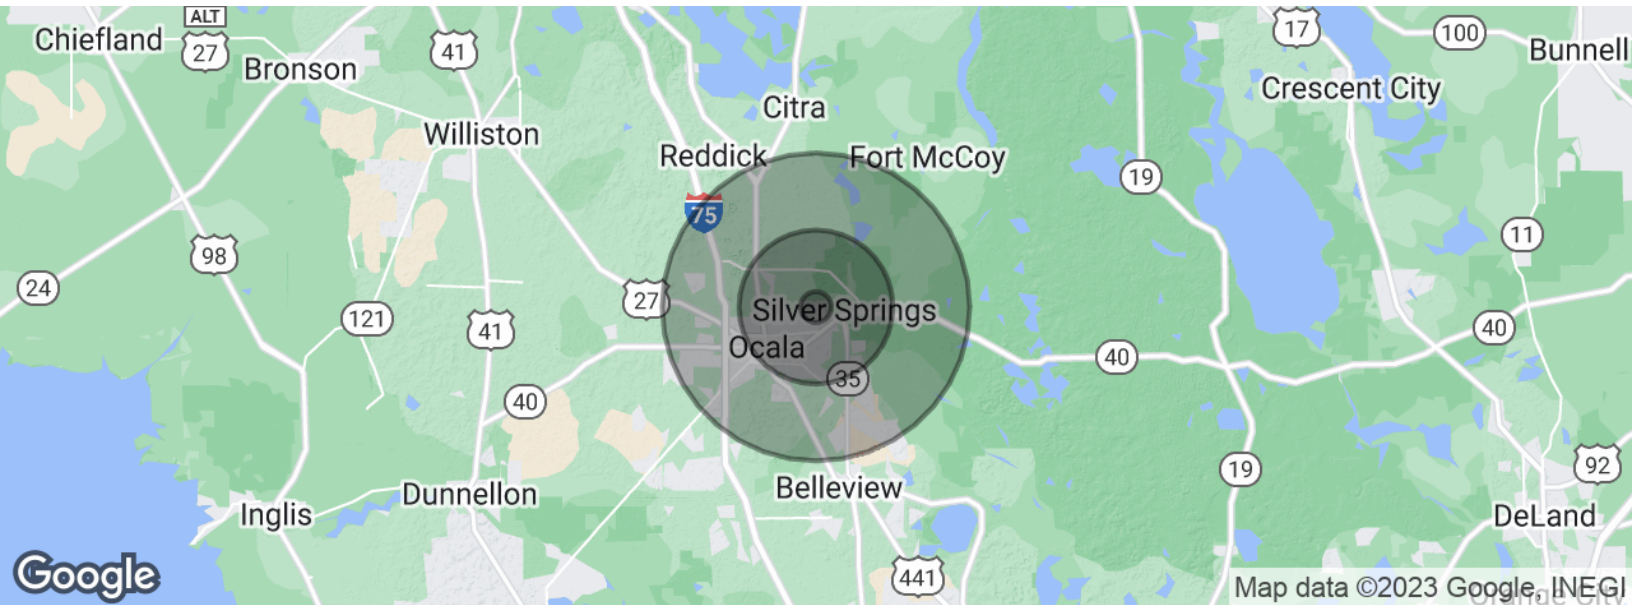 ALT
27
Chiefland
41
17
100
Bunnell
Bronson
Crescent City
Citra
Williston
Reddick
Fort McCoy
19
75
11
98
24
27
Silver Springs
121
41
40
Ocala
40
35
40
19
92
Dunnellon
Belleview
Inglis
DeLand
441
Google
Map data ©2023 Google, INEGI
Orange City